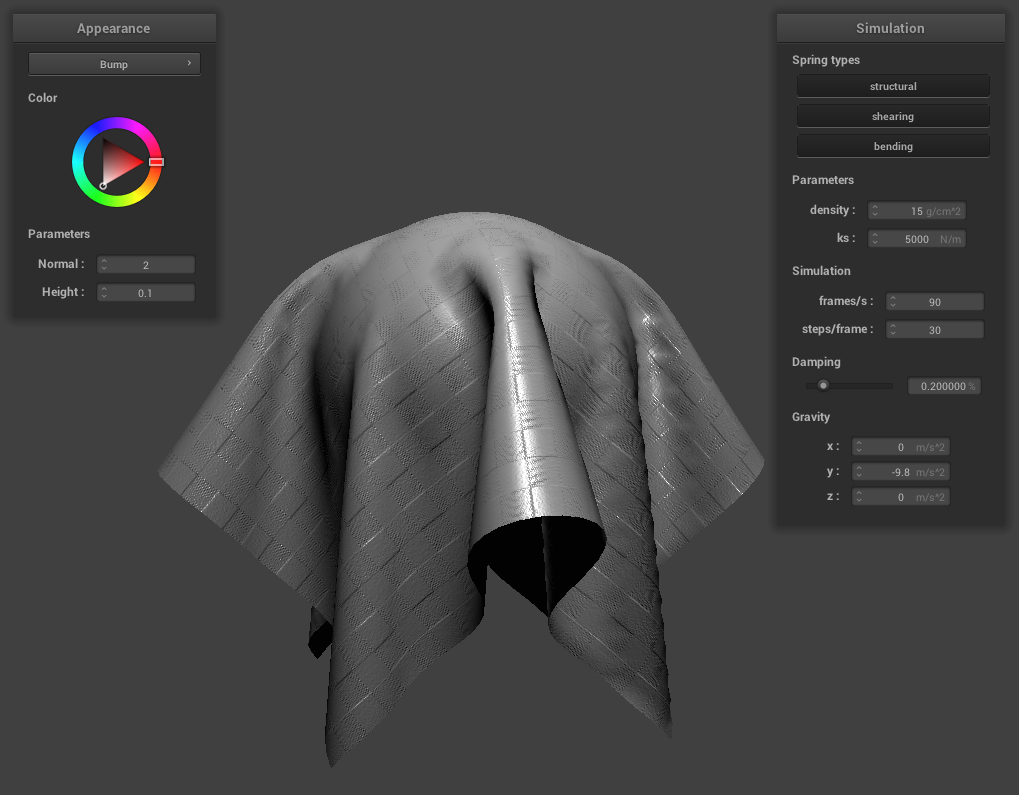 Appearance
Bump ›
Color
Parameters
Normal : 2
Height : 0.1
Simulation
Spring types
structural
shearing
bending
Parameters
density : 15 g/cm^2
ks : 5000 N/m
Simulation
frames/s : 90
steps/frame : 30
Damping
0.200000 %
Gravity
x : 0 m/s^2
y : -9.8 m/s^2
z : 0 m/s^2